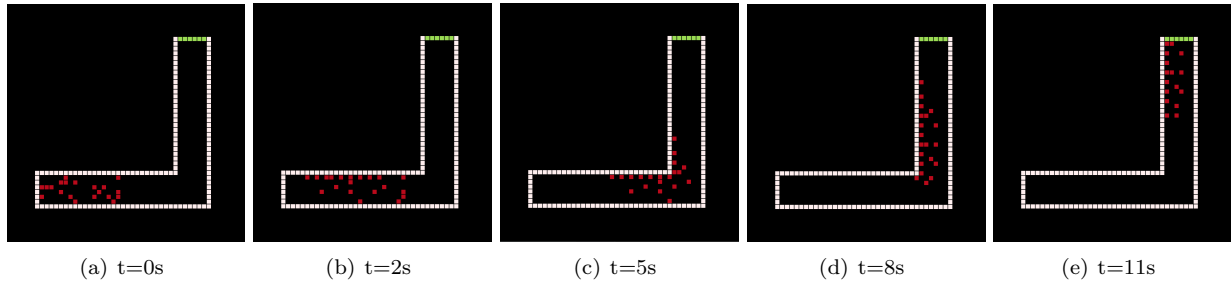 (a) t=0s
(b) t=2s
(c) t=5s
(d) t=8s
(e) t=11s